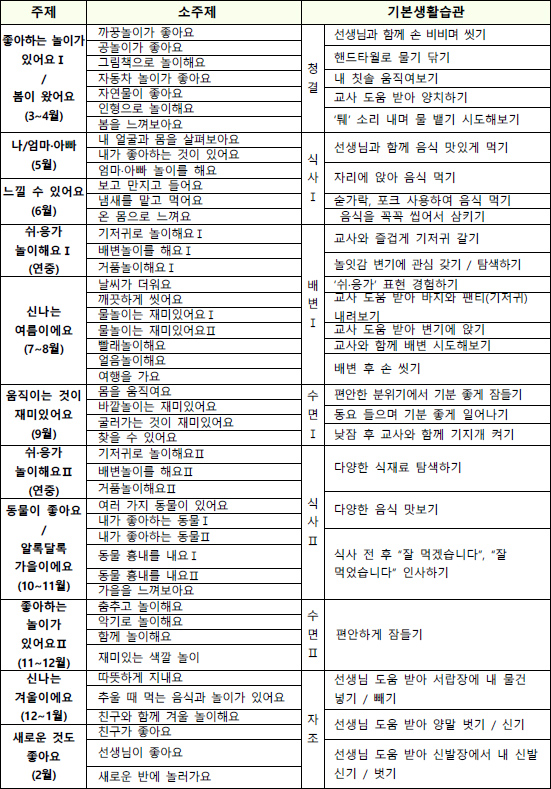 주제 소주제 기본생활습관
좋아하는 놀이가
있어요Ⅰ
/
봄이 왔어요
(3~4월)
까꿍놀이가 좋아요
공놀이가 좋아요
그림책으로 놀이해요
자동차 놀이가 좋아요
자연물이 좋아요
인형으로 놀이해요
봄을 느껴보아요
청결
선생님과 함께 손 비비며 씻기
핸드타월로 물기 닦기
내 칫솔 움직여보기
교사 도움 받아 양치하기
‘퉤’ 소리 내며 물 뱉기 시도해보기
나/엄마·아빠
(5월)
내 얼굴과 몸을 살펴보아요
내가 좋아하는 것이 있어요
엄마·아빠 놀이를 해요
느낄 수 있어요
(6월)
보고 만지고 들어요
냄새를 맡고 먹어요
온 몸으로 느껴요
식사Ⅰ
선생님과 함께 음식 맛있게 먹기
자리에 앉아 음식 먹기
숟가락, 포크 사용하여 음식 먹기
음식을 꼭꼭 씹어서 삼키기
쉬·응가
놀이해요Ⅰ
(연중)
기저귀로 놀이해요Ⅰ
배변놀이를 해요Ⅰ
거품놀이해요Ⅰ
신나는
여름이에요
(7~8월)
날씨가 더워요
깨끗하게 씻어요
물놀이는 재미있어요Ⅰ
물놀이는 재미있어요Ⅱ
빨래놀이해요
얼음놀이해요
여행을 가요
배변Ⅰ
교사와 즐겁게 기저귀 갈기
놀잇감 변기에 관심 갖기 / 탐색하기
‘쉬·응가’ 표현 경험하기
교사 도움 받아 바지와 팬티(기저귀)
내려보기
교사 도움 받아 변기에 앉기
교사와 함께 배변 시도해보기
배변 후 손 씻기
움직이는 것이
재미있어요
(9월)
몸을 움직여요
바깥놀이는 재미있어요
굴러가는 것이 재미있어요
찾을 수 있어요
수면Ⅰ
편안한 분위기에서 기분 좋게 잠들기
동요 들으며 기분 좋게 일어나기
낮잠 후 교사와 함께 기지개 켜기
쉬·응가
놀이해요Ⅱ
(연중)
기저귀로 놀이해요Ⅱ
배변놀이를 해요Ⅱ
거품놀이해요Ⅱ
동물이 좋아요
/
알록달록
가을이에요
(10~11월)
여러 가지 동물이 있어요
내가 좋아하는 동물Ⅰ
내가 좋아하는 동물Ⅱ
동물 흉내를 내요Ⅰ
동물 흉내를 내요Ⅱ
가을을 느껴보아요
식사Ⅱ
다양한 식재료 탐색하기
다양한 음식 맛보기
식사 전 후 “잘 먹겠습니다”, “잘
먹었습니다” 인사하기
좋아하는
놀이가
있어요Ⅱ
(11~12월)
춤추고 놀이해요
악기로 놀이해요
함께 놀이해요
재미있는 색깔 놀이
수면Ⅱ
편안하게 잠들기
신나는
겨울이에요
(12~1월)
따뜻하게 지내요
추울 때 먹는 음식과 놀이가 있어요
친구와 함께 겨울 놀이해요
새로운 것도
좋아요
(2월)
친구가 좋아요
선생님이 좋아요
새로운 반에 놀러가요
자조
선생님 도움 받아 서랍장에 내 물건
넣기 / 빼기
선생님 도움 받아 양말 벗기 / 신기
선생님 도움 받아 신발장에서 내 신발
신기 / 벗기